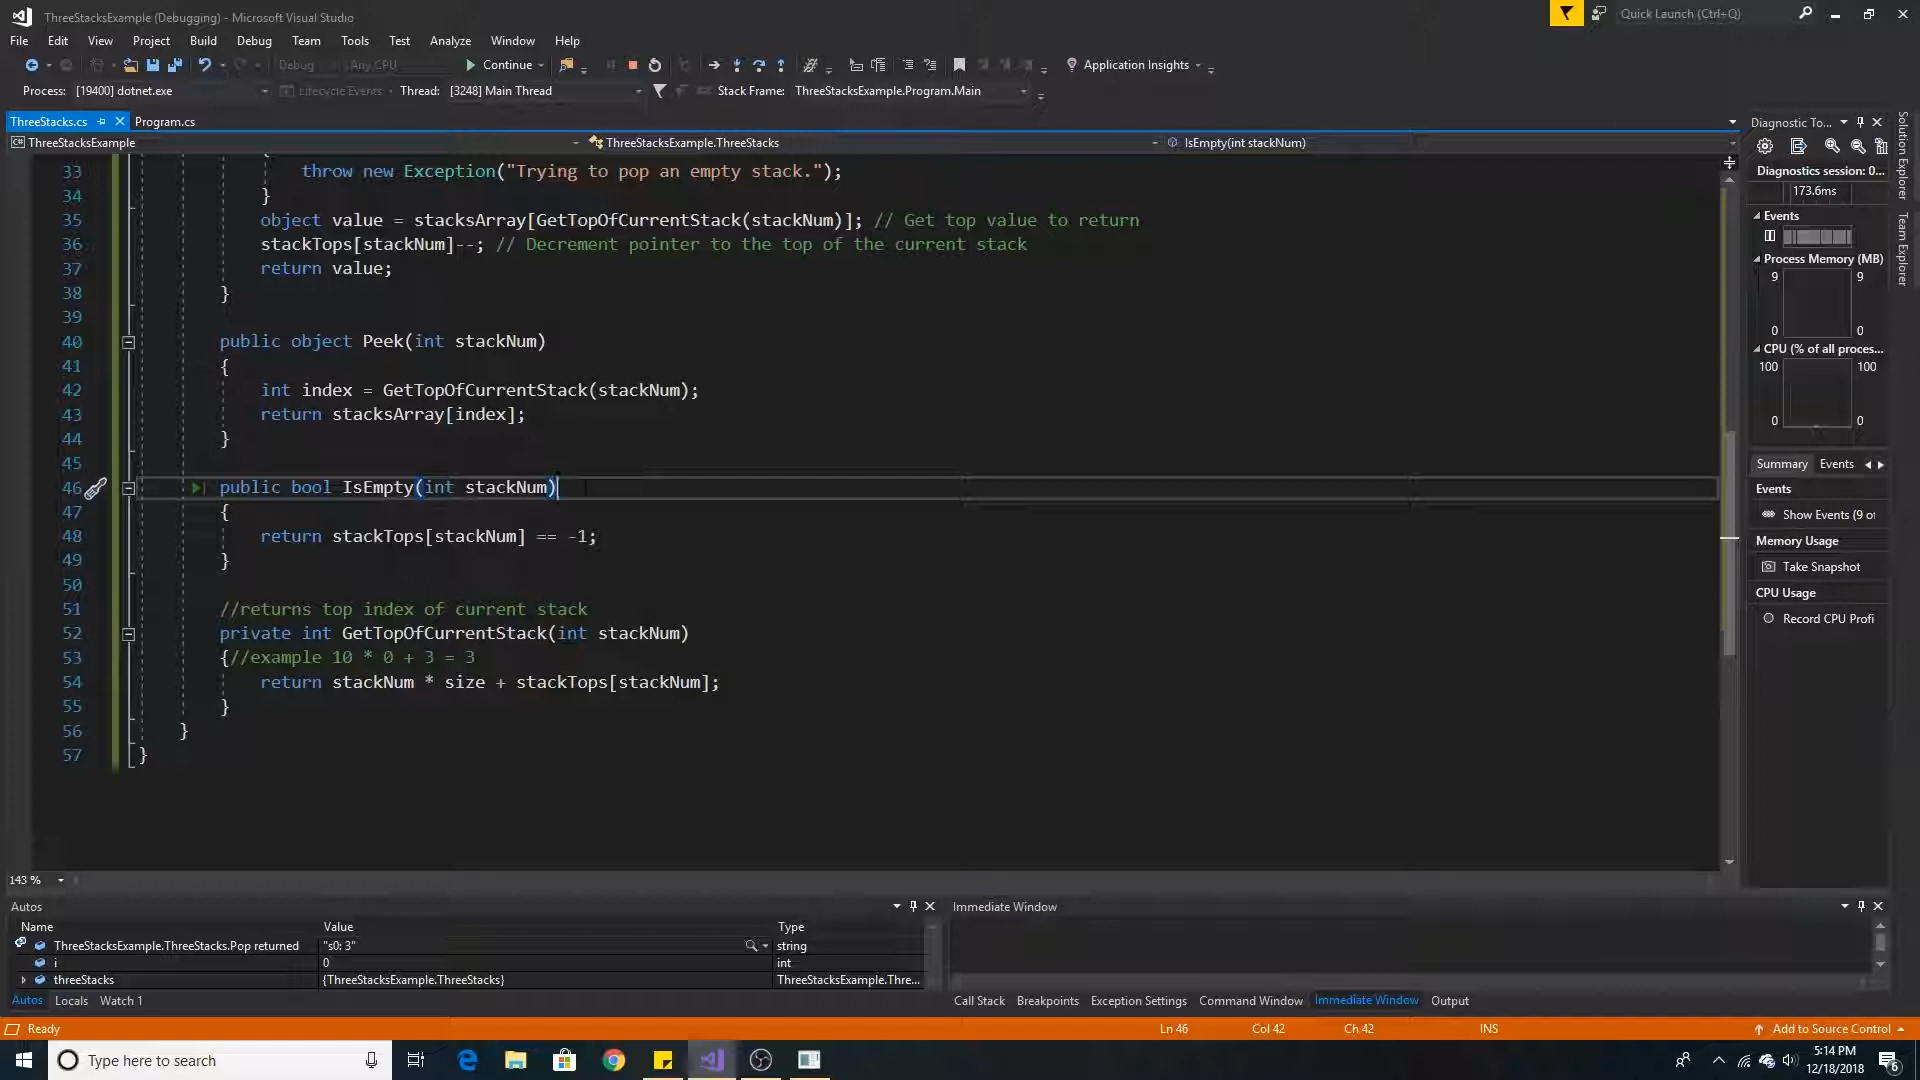 ThreeStacksExample (Debugging) - Microsoft Visual Studio
Quick Launch (Ctrl+Q)
File Edit View Project Build Debug Team Tools Test Analyze Window Help
Debug Any CPU Continue Application Insights
Process: [19400] dotnet.exe Lifecycle Events Thread: [3248] Main Thread Stack Frame: ThreeStacksExample.Program.Main
ThreeStacks.cs Program.cs
ThreeStacksExample ThreeStacksExample.ThreeStacks IsEmpty(int stackNum)
33 throw new Exception("Trying to pop an empty stack.");
34 }
35 object value = stacksArray[GetTopOfCurrentStack(stackNum)]; // Get top value to return
36 stackTops[stackNum]--; // Decrement pointer to the top of the current stack
37 return value;
38 }
39
40 public object Peek(int stackNum)
41 {
42 int index = GetTopOfCurrentStack(stackNum);
43 return stacksArray[index];
44 }
45
46 public bool IsEmpty(int stackNum)
47 {
48 return stackTops[stackNum] == -1;
49 }
50
51 //returns top index of current stack
52 private int GetTopOfCurrentStack(int stackNum)
53 {//example 10 * 0 + 3 = 3
54 return stackNum * size + stackTops[stackNum];
55 }
56 }
57 }
143 %
Diagnostic To...
Diagnostics session: 0...
173.6ms
Events
Process Memory (MB)
9 9
0 0
CPU (% of all proces...
100 100
0 0
Summary Events
Events
Show Events (9 of
Memory Usage
Take Snapshot
CPU Usage
Record CPU Profi
Solution Explorer
Team Explorer
Autos
Name Value Type
ThreeStacksExample.ThreeStacks.Pop returned "s0: 3" string
i 0 int
threeStacks {ThreeStacksExample.ThreeStacks} ThreeStacksExample.Thre...
Autos Locals Watch 1
Immediate Window
Call Stack Breakpoints Exception Settings Command Window Immediate Window Output
Ready Ln 46 Col 42 Ch 42 INS Add to Source Control
Type here to search
5:14 PM
12/18/2018
6